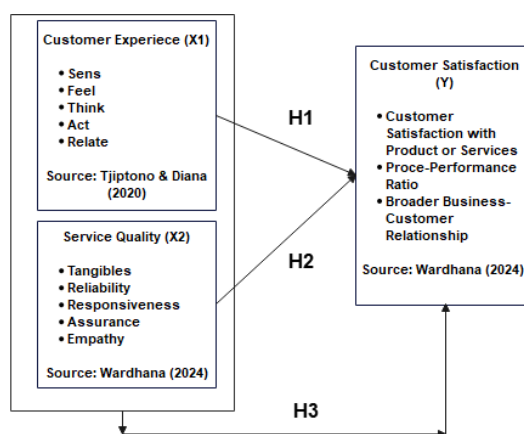 Customer Experiece (X1)
• Sens
• Feel
• Think
• Act
• Relate
Source: Tjiptono & Diana
(2020)
Service Quality (X2)
• Tangibles
• Reliability
• Responsiveness
• Assurance
• Empathy
Source: Wardhana (2024)
H1
H2
H3
Customer Satisfaction
(Y)
• Customer
Satisfaction with
Product or Services
• Proce-Performance
Ratio
• Broader Business-
Customer
Relationship
Source: Wardhana (2024)